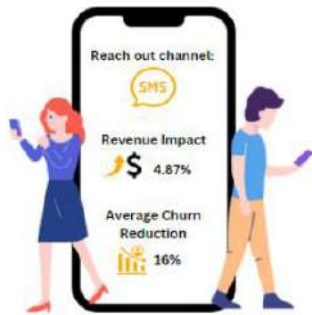 Reach out channel:
SMS
Revenue Impact
$ 4.87%
Average Churn
Reduction
16%